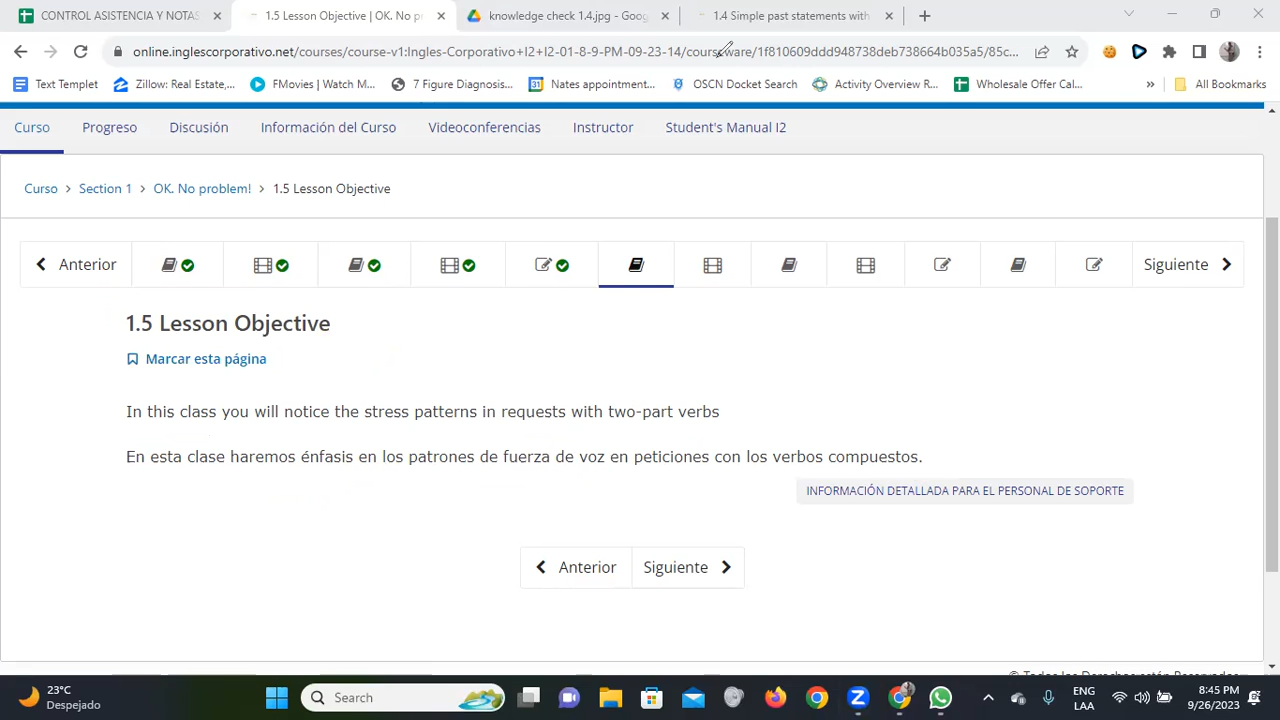 CONTROL ASISTENCIA Y NOTAS
1.5 Lesson Objective | OK. No pr
knowledge check 1.4.jpg - Goog
1.4 Simple past statements with
online.inglescorporativo.net/courses/course-v1:Ingles-Corporativo+I2+I2-01-8-9-PM-09-23-14/courseware/1f810609ddd948738deb738664b035a5/85c...
Text Templet
Zillow: Real Estate,...
FMovies | Watch M...
7 Figure Diagnosis...
Nates appointment...
OSCN Docket Search
Activity Overview R...
Wholesale Offer Cal...
»
All Bookmarks
Curso
Progreso
Discusión
Información del Curso
Videoconferencias
Instructor
Student's Manual I2
Curso > Section 1 > OK. No problem! > 1.5 Lesson Objective
Anterior
Siguiente
1.5 Lesson Objective
Marcar esta página
In this class you will notice the stress patterns in requests with two-part verbs
En esta clase haremos énfasis en los patrones de fuerza de voz en peticiones con los verbos compuestos.
INFORMACIÓN DETALLADA PARA EL PERSONAL DE SOPORTE
Anterior
Siguiente
23°C
Despejado
Search
ENG
LAA
8:45 PM
9/26/2023